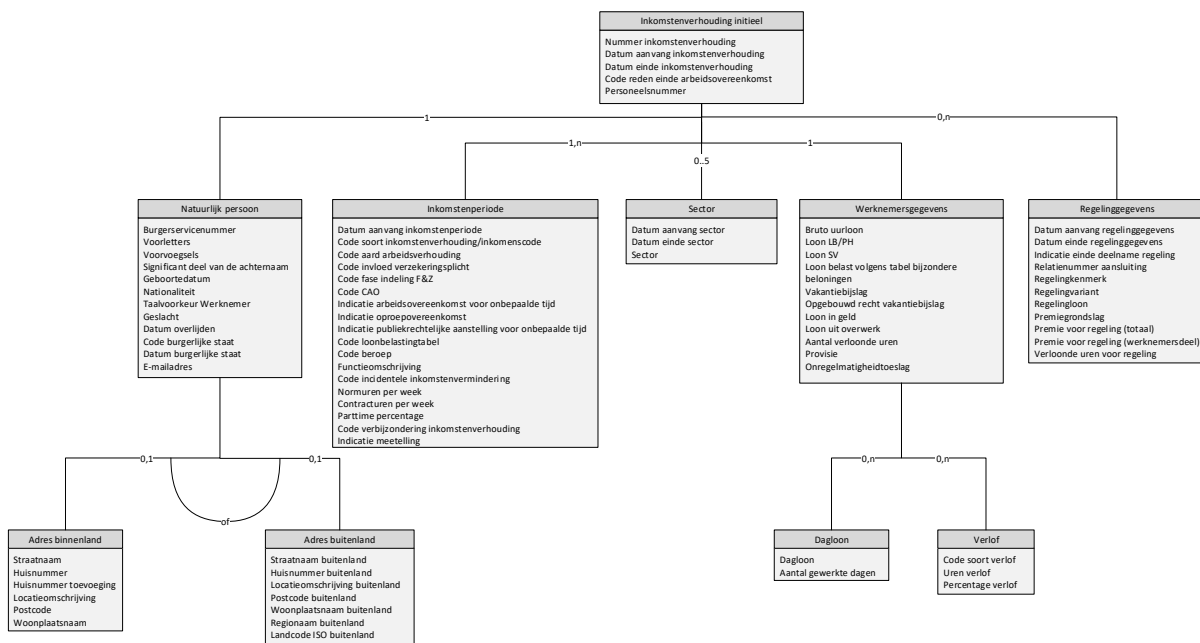 Inkomstenverhouding initieel
Nummer inkomstenverhouding
Datum aanvang inkomstenverhouding
Datum einde inkomstenverhouding
Code reden einde arbeidsovereenkomst
Personeelsnummer
1
1,n
0..5
1
0,n
Natuurlijk persoon
Burgerservicenummer
Voorletters
Voorvoegsels
Significant deel van de achternaam
Geboortedatum
Nationaliteit
Taalvoorkeur Werknemer
Geslacht
Datum overlijden
Code burgerlijke staat
Datum burgerlijke staat
E-mailadres
Inkomstenperiode
Datum aanvang inkomstenperiode
Code soort inkomstenverhouding/inkomenscode
Code aard arbeidsverhouding
Code invloed verzekeringsplicht
Code fase indeling F&Z
Code CAO
Indicatie arbeidsovereenkomst voor onbepaalde tijd
Indicatie oproepovereenkomst
Indicatie publiekrechtelijke aanstelling voor onbepaalde tijd
Code loonbelastingtabel
Code beroep
Functieomschrijving
Code incidentele inkomstenvermindering
Normuren per week
Contracturen per week
Parttime percentage
Code verbijzondering inkomstenverhouding
Indicatie meetelling
Sector
Datum aanvang sector
Datum einde sector
Sector
Werknemersgegevens
Bruto uurloon
Loon LB/PH
Loon SV
Loon belast volgens tabel bijzondere
beloningen
Vakantiebijslag
Opgebouwd recht vakantiebijslag
Loon in geld
Loon uit overwerk
Aantal verloonde uren
Provisie
Onregelmatigheidtoeslag
Regelinggegevens
Datum aanvang regelinggegevens
Datum einde regelinggegevens
Indicatie einde deelname regeling
Relatienummer aansluiting
Regelingkenmerk
Regelingvariant
Regelingloon
Premiegrondslag
Premie voor regeling (totaal)
Premie voor regeling (werknemersdeel)
Verloonde uren voor regeling
0,1
0,1
of
0,n
0,n
Adres binnenland
Straatnaam
Huisnummer
Huisnummer toevoeging
Locatieomschrijving
Postcode
Woonplaatsnaam
Adres buitenland
Straatnaam buitenland
Huisnummer buitenland
Locatieomschrijving buitenland
Postcode buitenland
Woonplaatsnaam buitenland
Regionaam buitenland
Landcode ISO buitenland
Dagloon
Dagloon
Aantal gewerkte dagen
Verlof
Code soort verlof
Uren verlof
Percentage verlof